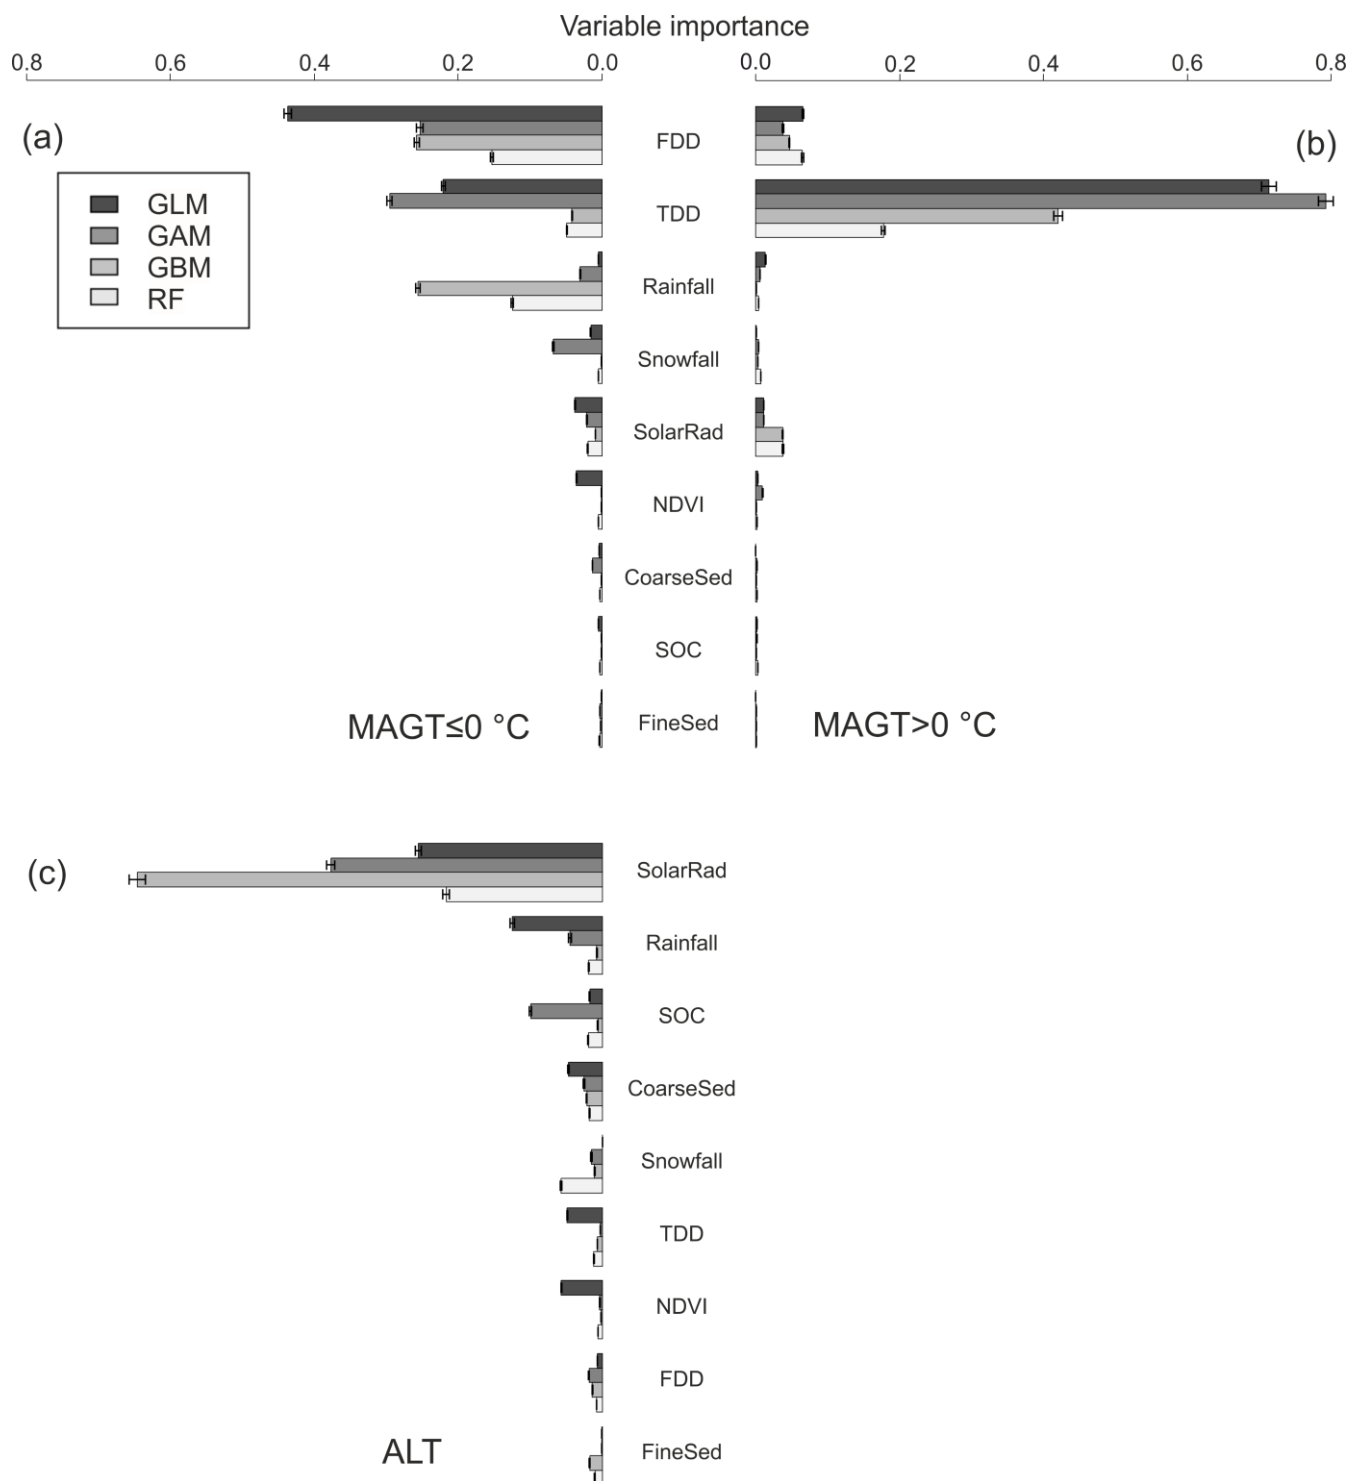 Variable importance
0.8 0.6 0.4 0.2 0.0 0.0 0.2 0.4 0.6 0.8
(a) FDD (b)
GLM
GAM
GBM
RF
TDD
Rainfall
Snowfall
SolarRad
NDVI
CoarseSed
SOC
MAGT≤0 °C FineSed MAGT>0 °C
(c) SolarRad
Rainfall
SOC
CoarseSed
Snowfall
TDD
NDVI
FDD
ALT FineSed